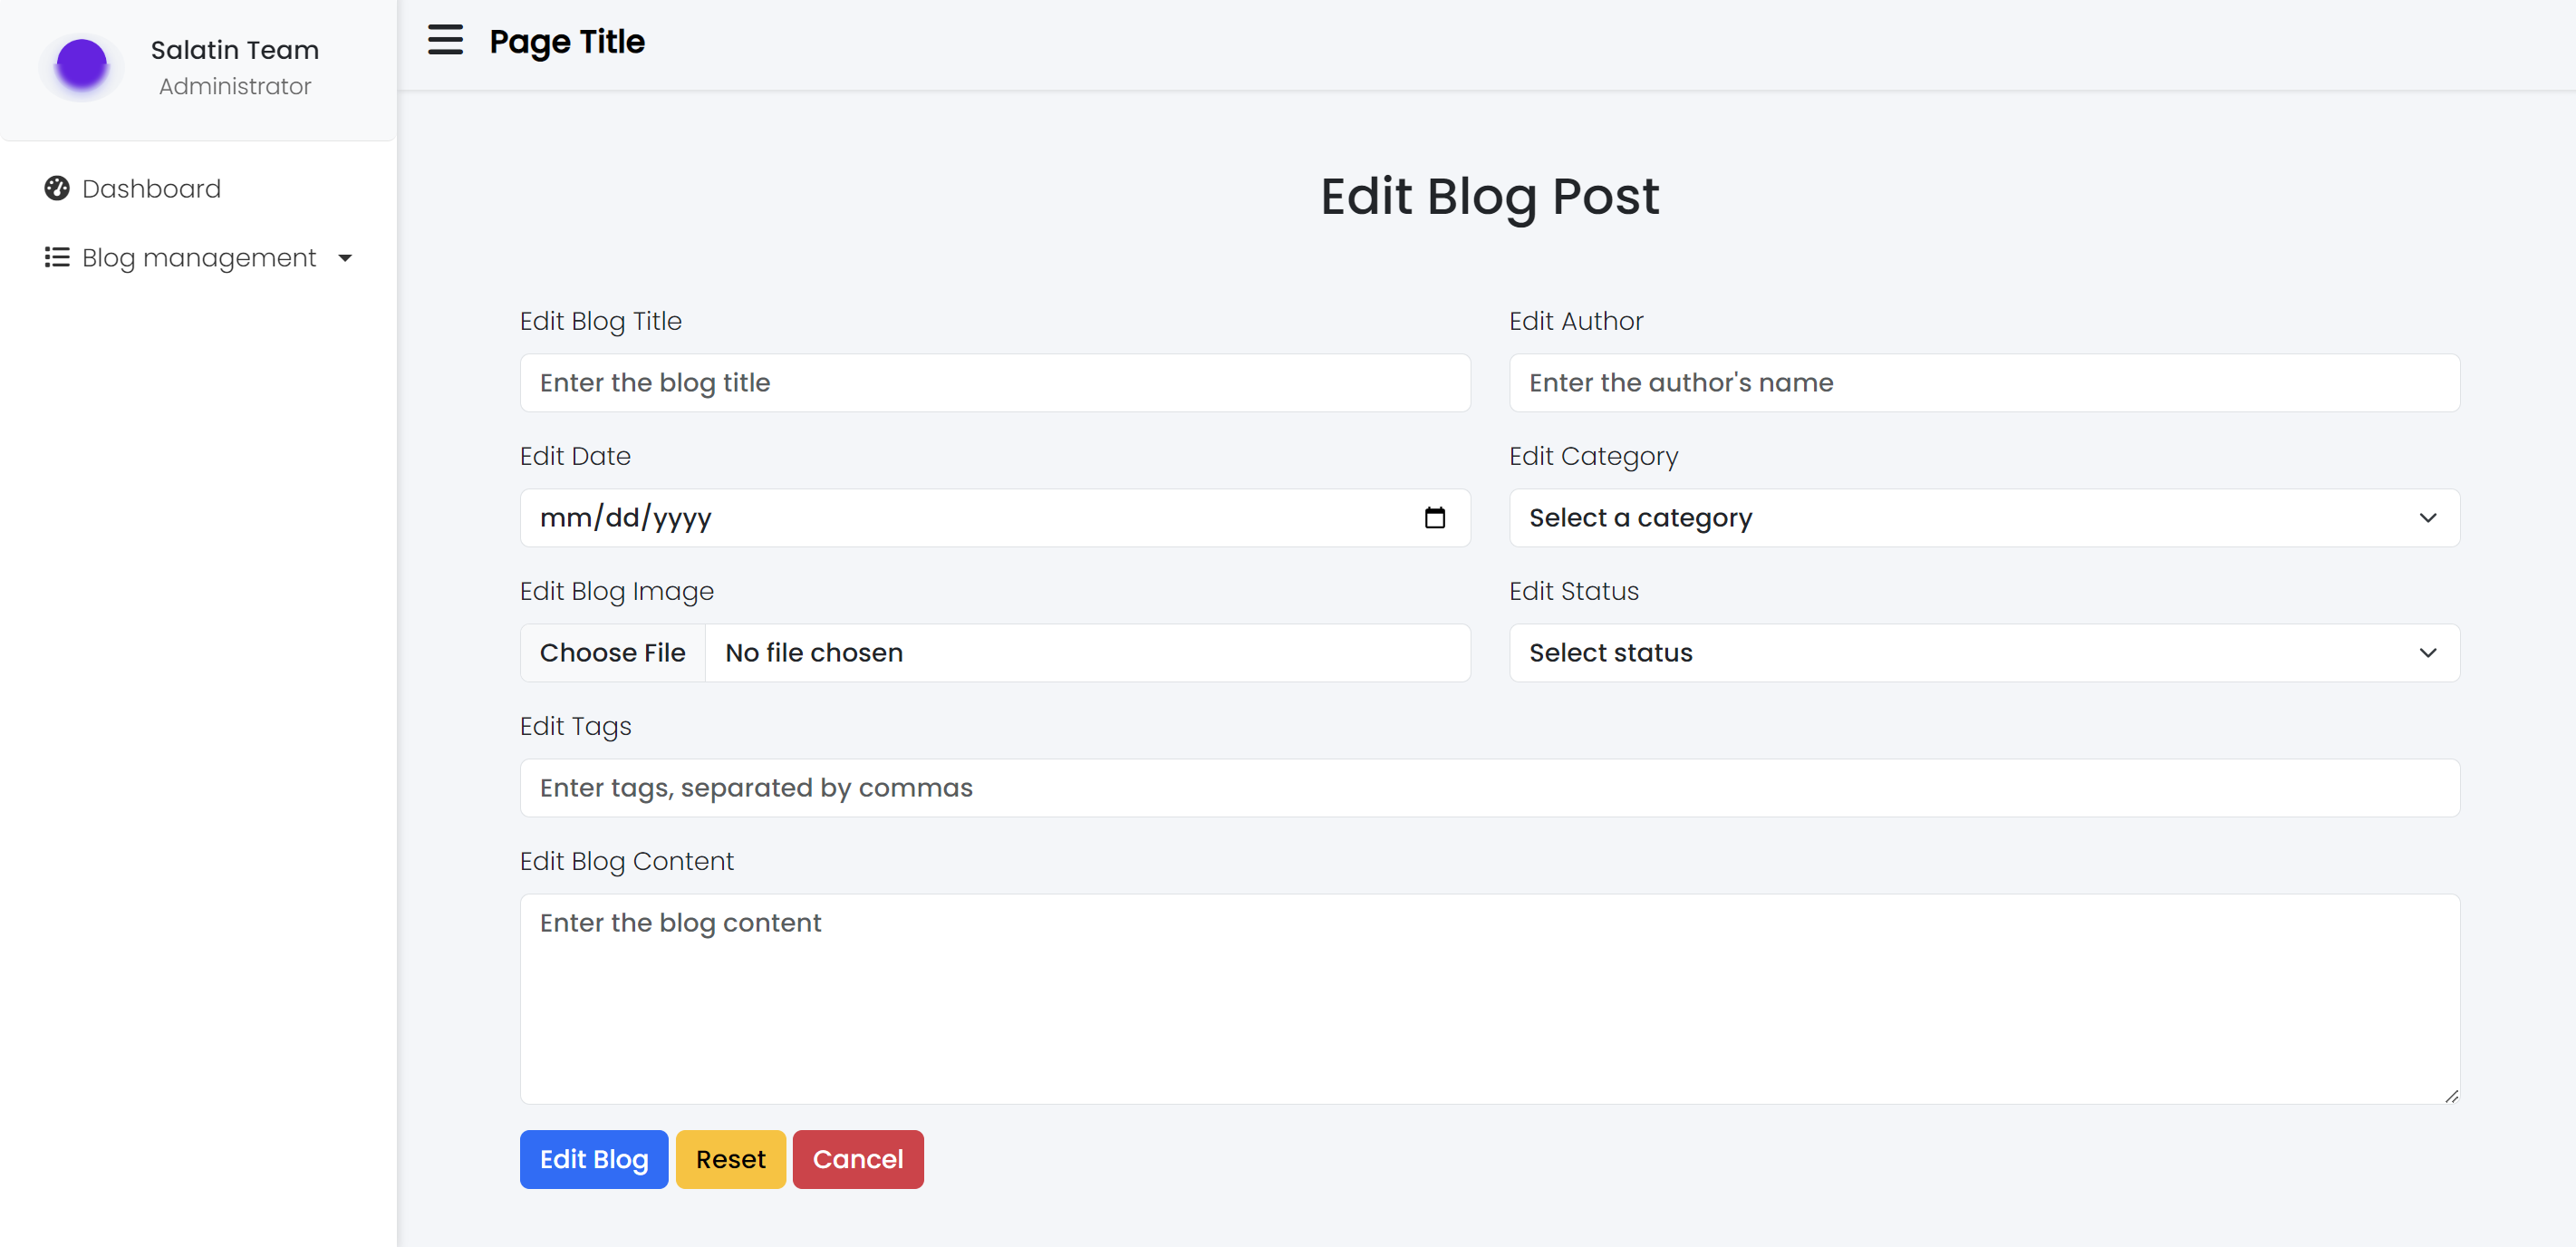 Salatin Team
Administrator
Dashboard
Blog management
Page Title
Edit Blog Post
Edit Blog Title
Enter the blog title
Edit Author
Enter the author's name
Edit Date
mm/dd/yyyy
Edit Category
Select a category
Edit Blog Image
Choose File No file chosen
Edit Status
Select status
Edit Tags
Enter tags, separated by commas
Edit Blog Content
Enter the blog content
Edit Blog Reset Cancel